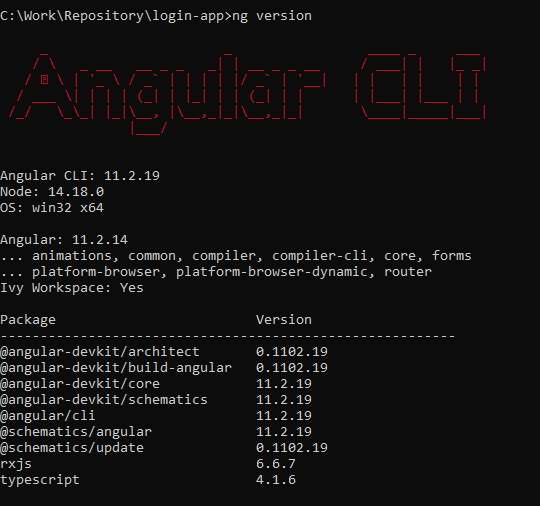 C:\Work\Repository\login-app>ng version
Angular CLI
Angular CLI: 11.2.19
Node: 14.18.0
OS: win32 x64
Angular: 11.2.14
... animations, common, compiler, compiler-cli, core, forms
... platform-browser, platform-browser-dynamic, router
Ivy Workspace: Yes
Package Version
---------------------------------------------------------
@angular-devkit/architect 0.1102.19
@angular-devkit/build-angular 0.1102.19
@angular-devkit/core 11.2.19
@angular-devkit/schematics 11.2.19
@angular/cli 11.2.19
@schematics/angular 11.2.19
@schematics/update 0.1102.19
rxjs 6.6.7
typescript 4.1.6